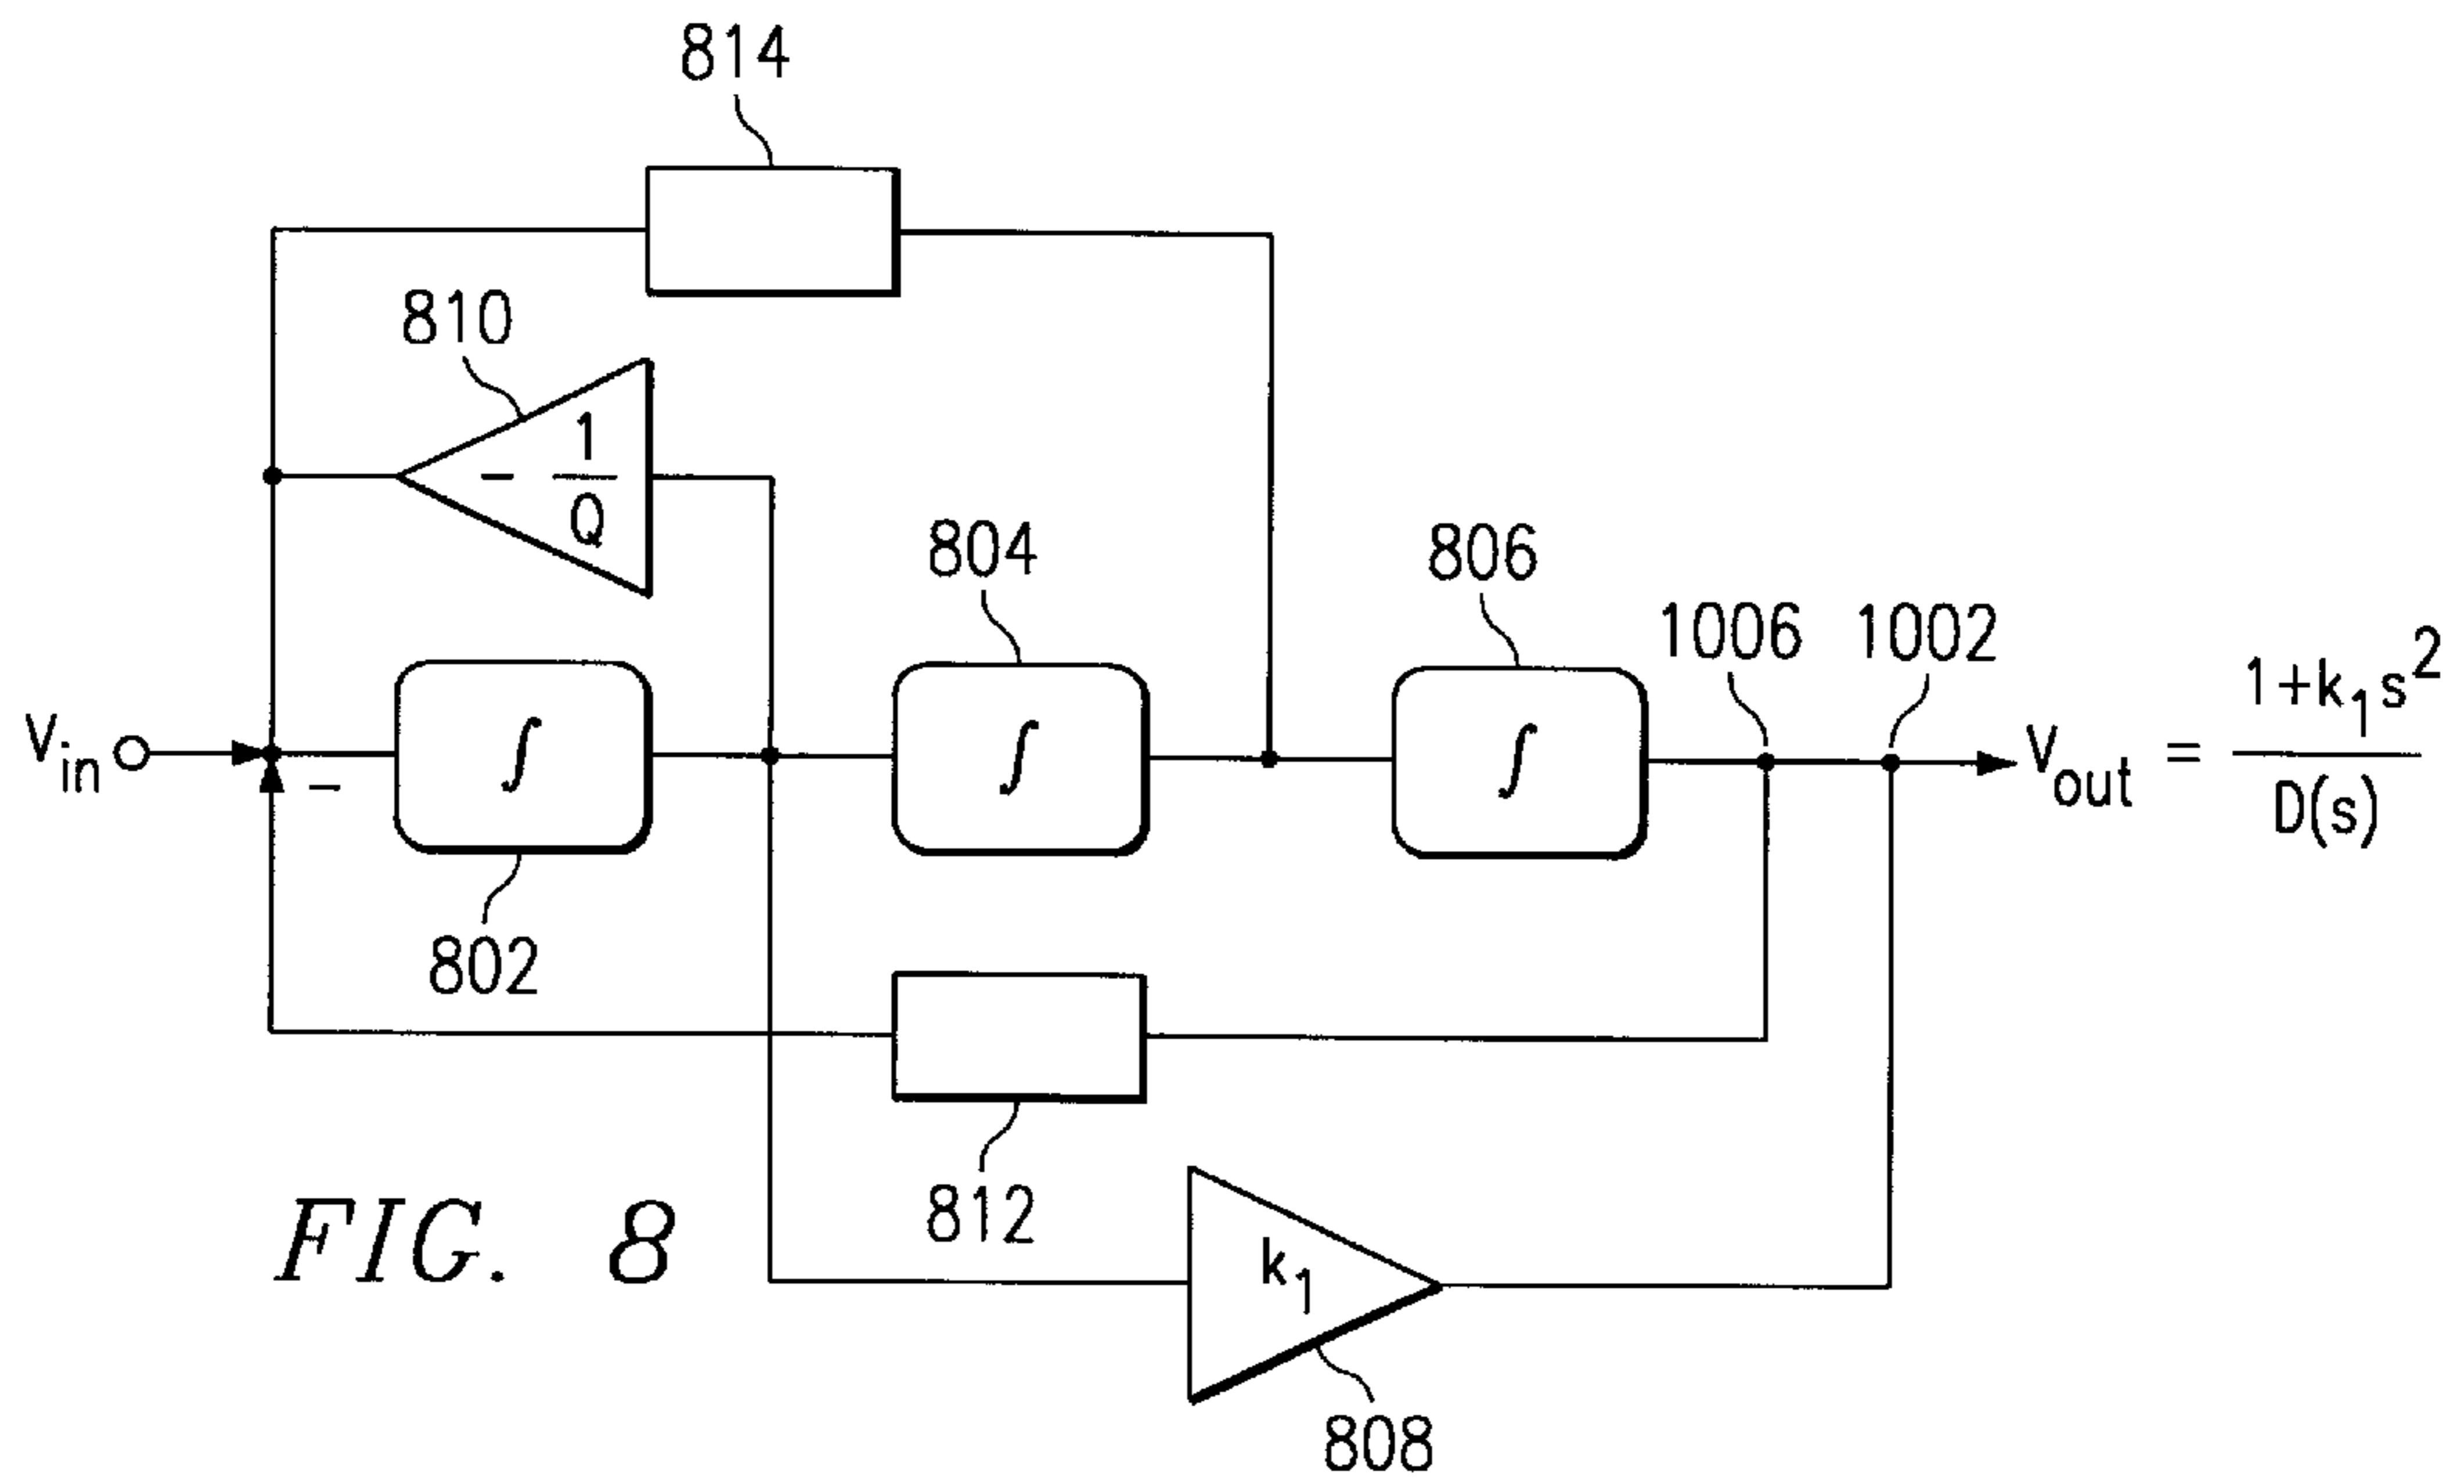 814
810
- 1/Q
804
806
1006
1002
Vin
∫
∫
∫
Vout = 1+k₁s² / D(s)
-
802
812
k₁
808
FIG. 8